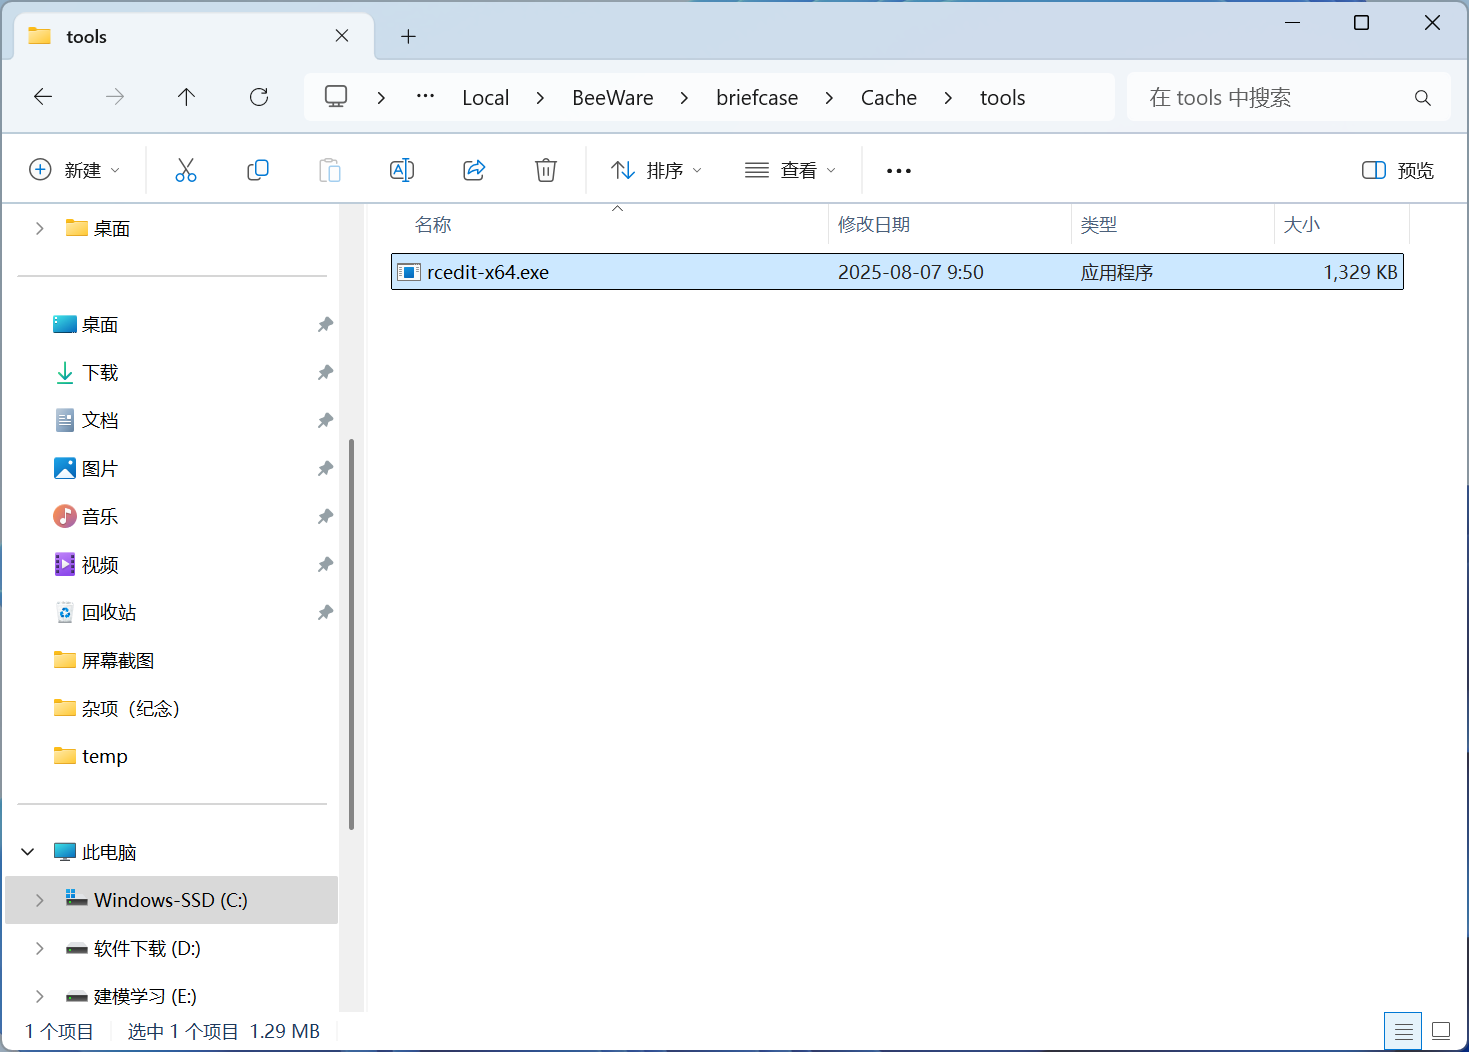 tools
Local
BeeWare
briefcase
Cache
tools
在 tools 中搜索
新建
排序
查看
预览
桌面
桌面
下载
文档
图片
音乐
视频
回收站
屏幕截图
杂项（纪念）
temp
此电脑
Windows-SSD (C:)
软件下载 (D:)
建模学习 (E:)
名称 修改日期 类型 大小
rcedit-x64.exe 2025-08-07 9:50 应用程序 1,329 KB
1 个项目 选中 1 个项目 1.29 MB